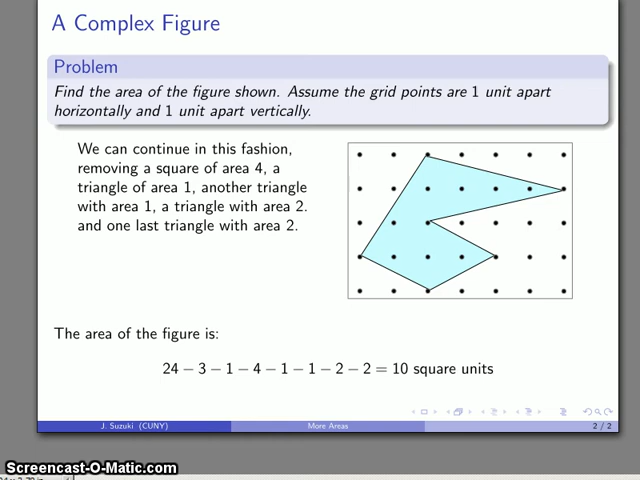 A Complex Figure
Problem
Find the area of the figure shown. Assume the grid points are 1 unit apart
horizontally and 1 unit apart vertically.
We can continue in this fashion,
removing a square of area 4, a
triangle of area 1, another triangle
with area 1, a triangle with area 2.
and one last triangle with area 2.
The area of the figure is:
24 − 3 − 1 − 4 − 1 − 1 − 2 − 2 = 10 square units
J. Suzuki (CUNY)
More Areas
2 / 2
Screencast-O-Matic.com